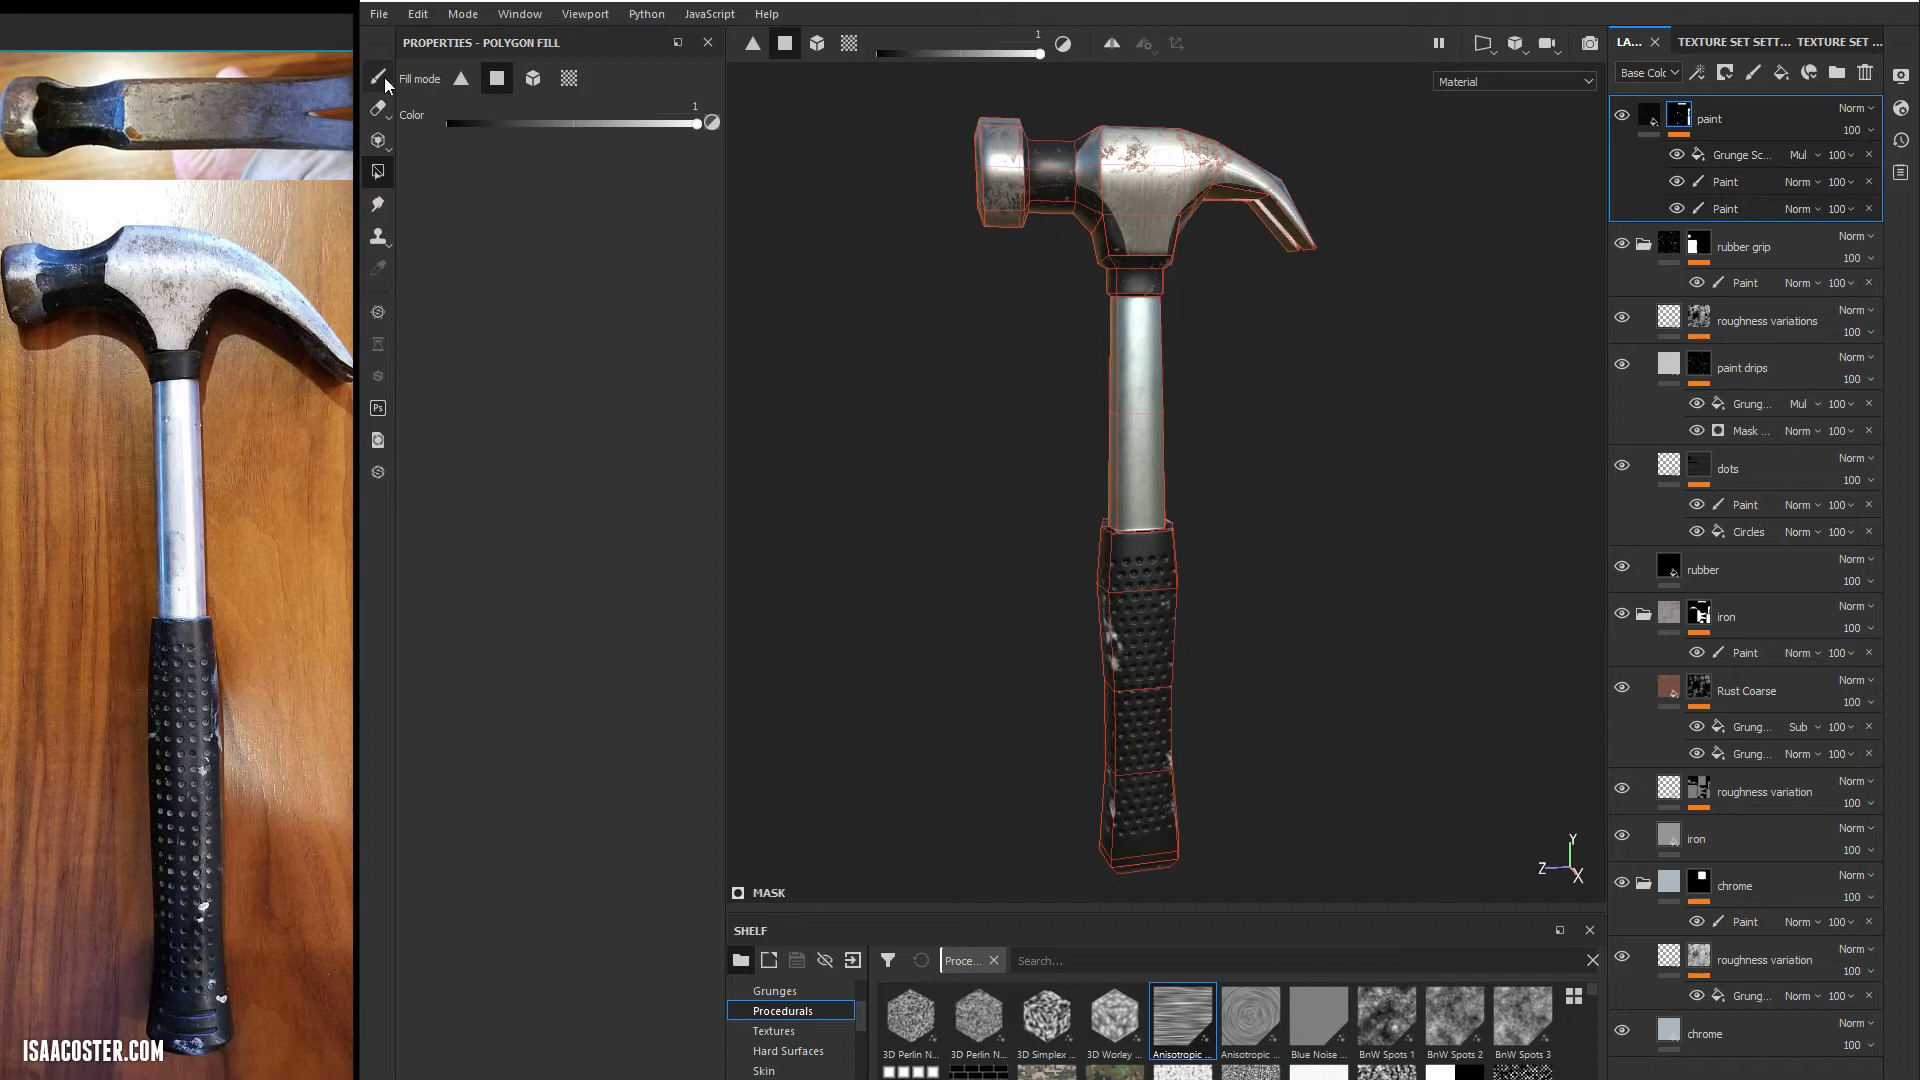 File Edit Mode Window Viewport Python JavaScript Help
PROPERTIES - POLYGON FILL
Fill mode
Color
1
1
Material
MASK
Y
Z
X
SHELF
Proce...
Search...
Grunges
Procedurals
Textures
Hard Surfaces
Skin
3D Perlin N...
3D Perlin N...
3D Simplex ...
3D Worley ...
Anisotropic ...
Anisotropic ...
Blue Noise ...
BnW Spots 1
BnW Spots 2
BnW Spots 3
LA...
TEXTURE SET SETT...
TEXTURE SET ...
Base Colc
paint Norm 100
Grunge Sc... Mul 100
Paint Norm 100
Paint Norm 100
rubber grip Norm 100
Paint Norm 100
roughness variations Norm 100
paint drips Norm 100
Grung... Mul 100
Mask ... Norm 100
dots Norm 100
Paint Norm 100
Circles Norm 100
rubber Norm 100
iron Norm 100
Paint Norm 100
Rust Coarse Norm 100
Grung... Sub 100
Grung... Norm 100
roughness variation Norm 100
iron Norm 100
chrome Norm 100
Paint Norm 100
roughness variation Norm 100
Grung... Norm 100
chrome Norm 100
Ps
ISAACOSTER.COM